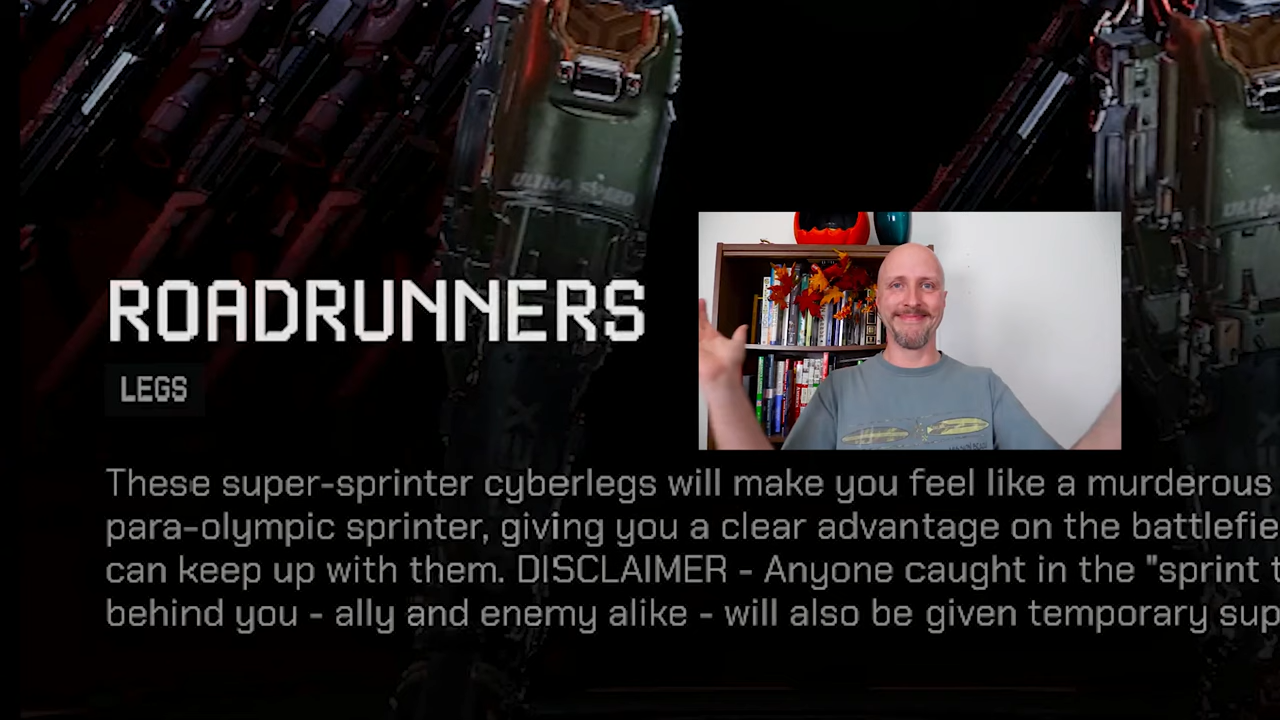 ULTRA SPEED
ROADRUNNERS
LEGS
These super-sprinter cyberlegs will make you feel like a murderous
para-olympic sprinter, giving you a clear advantage on the battlefie
can keep up with them. DISCLAIMER - Anyone caught in the "sprint t
behind you - ally and enemy alike - will also be given temporary sup